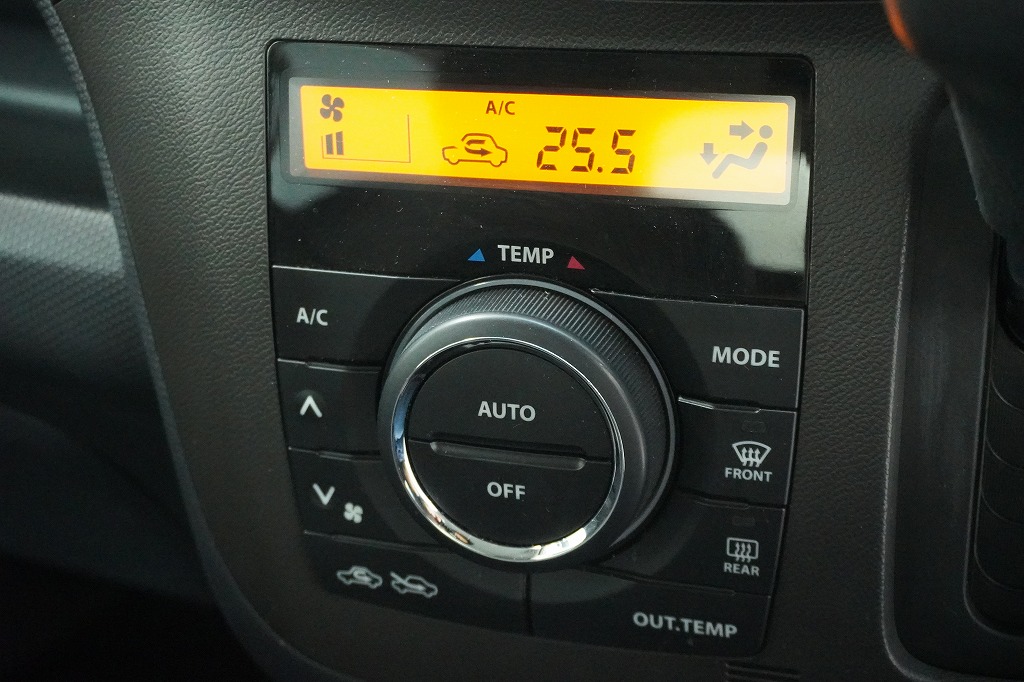 A/C
25.5
TEMP
A/C
MODE
AUTO
FRONT
OFF
REAR
OUT.TEMP